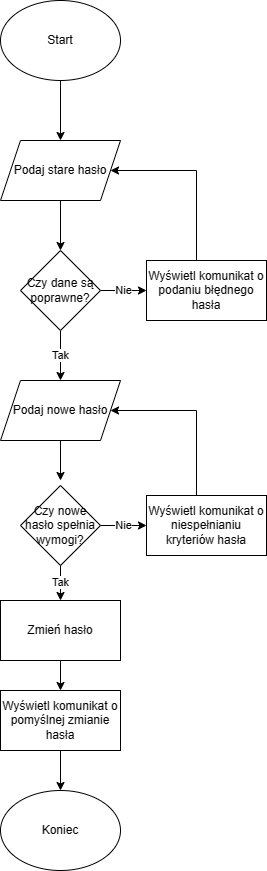 Start
Podaj stare hasło
Czy dane są
poprawne?
Nie
Wyświetl komunikat o
podaniu błędnego
hasła
Tak
Podaj nowe hasło
Czy nowe
hasło spełnia
wymogi?
Nie
Wyświetl komunikat o
niespełnianiu
kryteriów hasła
Tak
Zmień hasło
Wyświetl komunikat o
pomyślnej zmianie
hasła
Koniec